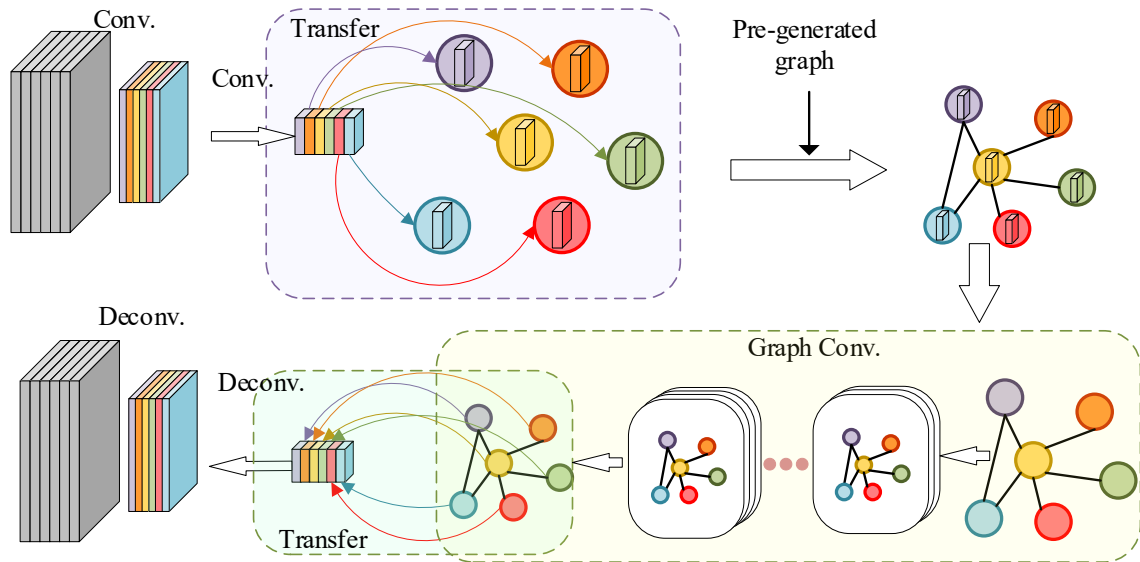 Conv.
Transfer
Conv.
Pre-generated
graph
Deconv.
Graph Conv.
Deconv.
Transfer